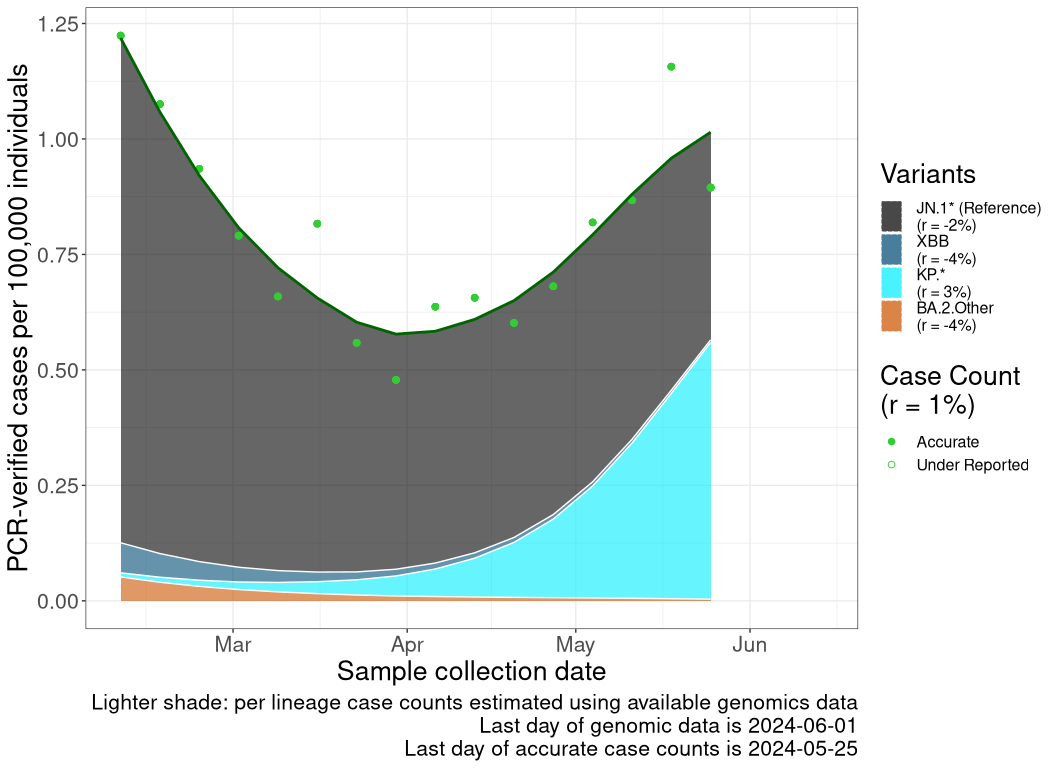 PCR-verified cases per 100,000 individuals
1.25
1.00
0.75
0.50
0.25
0.00
Mar
Apr
May
Jun
Sample collection date
Lighter shade: per lineage case counts estimated using available genomics data
Last day of genomic data is 2024-06-01
Last day of accurate case counts is 2024-05-25
Variants
JN.1* (Reference)
(r = -2%)
XBB
(r = -4%)
KP.*
(r = 3%)
BA.2.Other
(r = -4%)
Case Count
(r = 1%)
Accurate
Under Reported